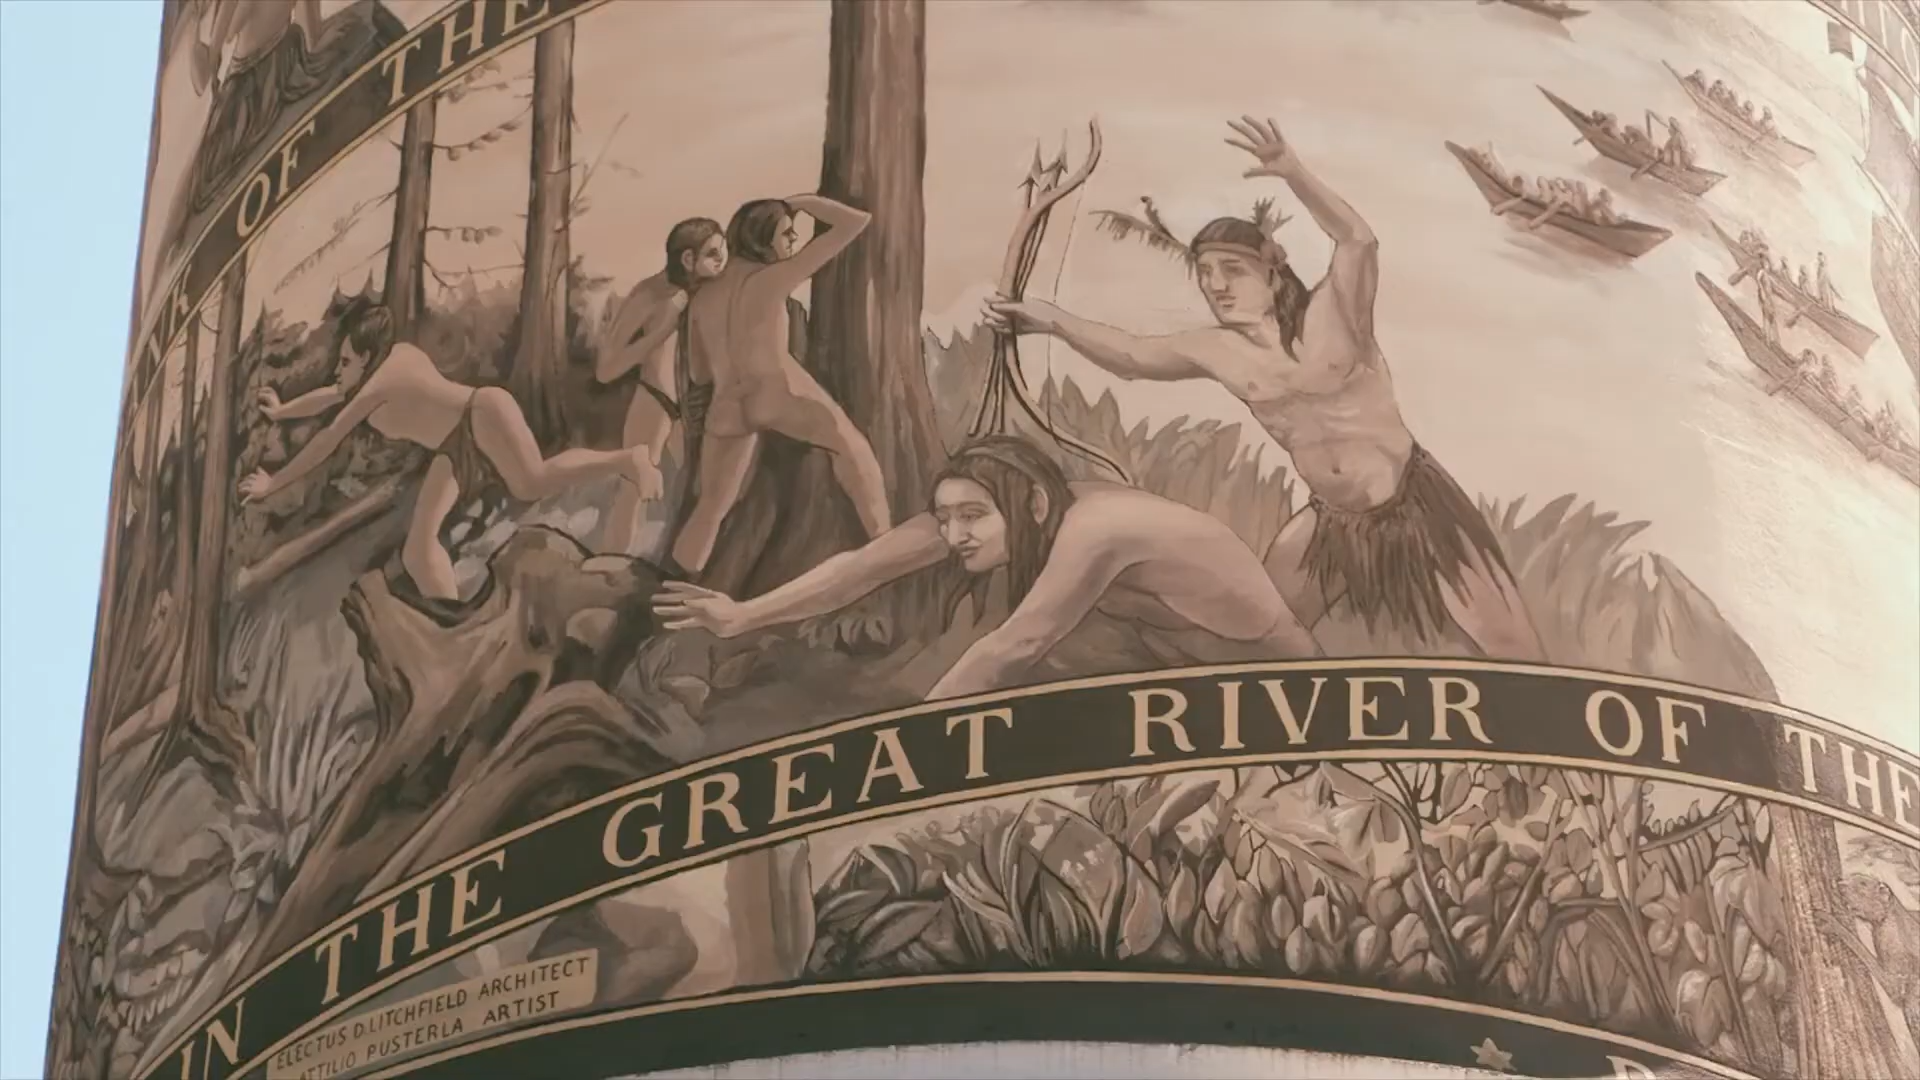 OF THE
IN THE GREAT RIVER OF THE
ELECTUS D. LITCHFIELD ARCHITECT
ATTILIO PUSTERLA ARTIST